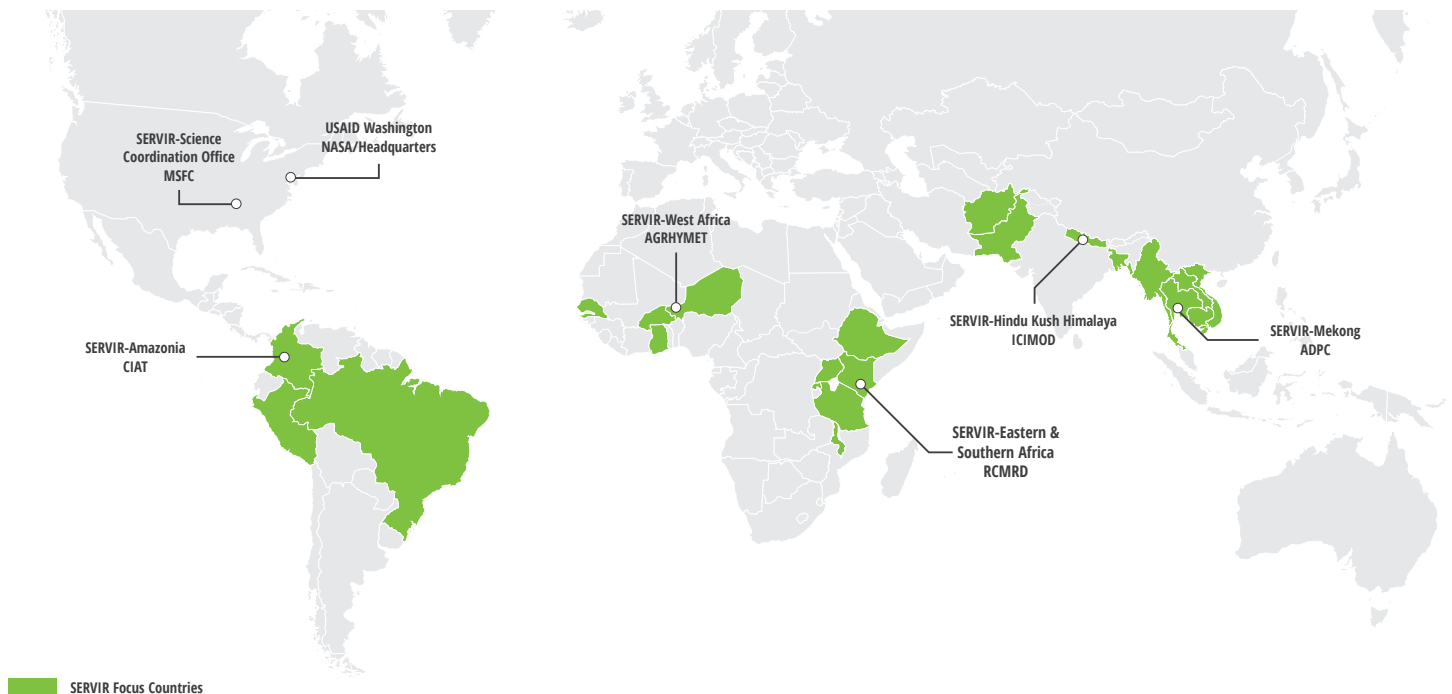 SERVIR-Science
Coordination Office
MSFC
USAID Washington
NASA/Headquarters
SERVIR-West Africa
AGRHYMET
SERVIR-Amazonia
CIAT
SERVIR-Hindu Kush Himalaya
ICIMOD
SERVIR-Mekong
ADPC
SERVIR-Eastern &
Southern Africa
RCMRD
SERVIR Focus Countries